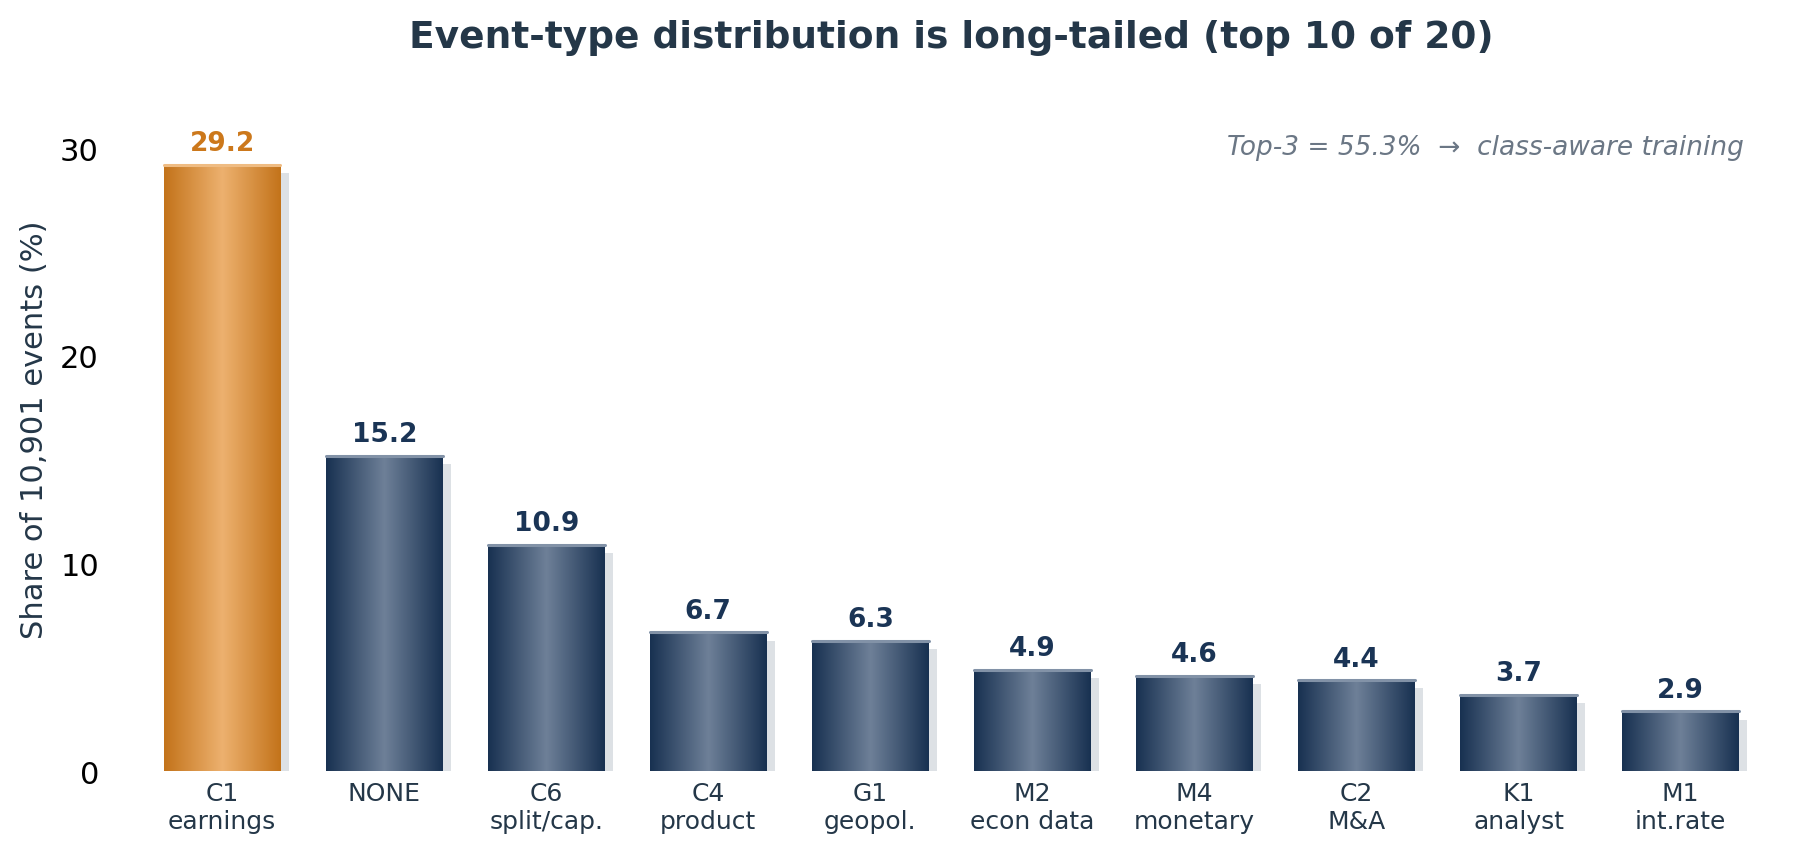 Event-type distribution is long-tailed (top 10 of 20)
Top-3 = 55.3% → class-aware training
Share of 10,901 events (%)
30
20
10
0
29.2
15.2
10.9
6.7
6.3
4.9
4.6
4.4
3.7
2.9
C1
earnings
NONE
C6
split/cap.
C4
product
G1
geopol.
M2
econ data
M4
monetary
C2
M&A
K1
analyst
M1
int.rate